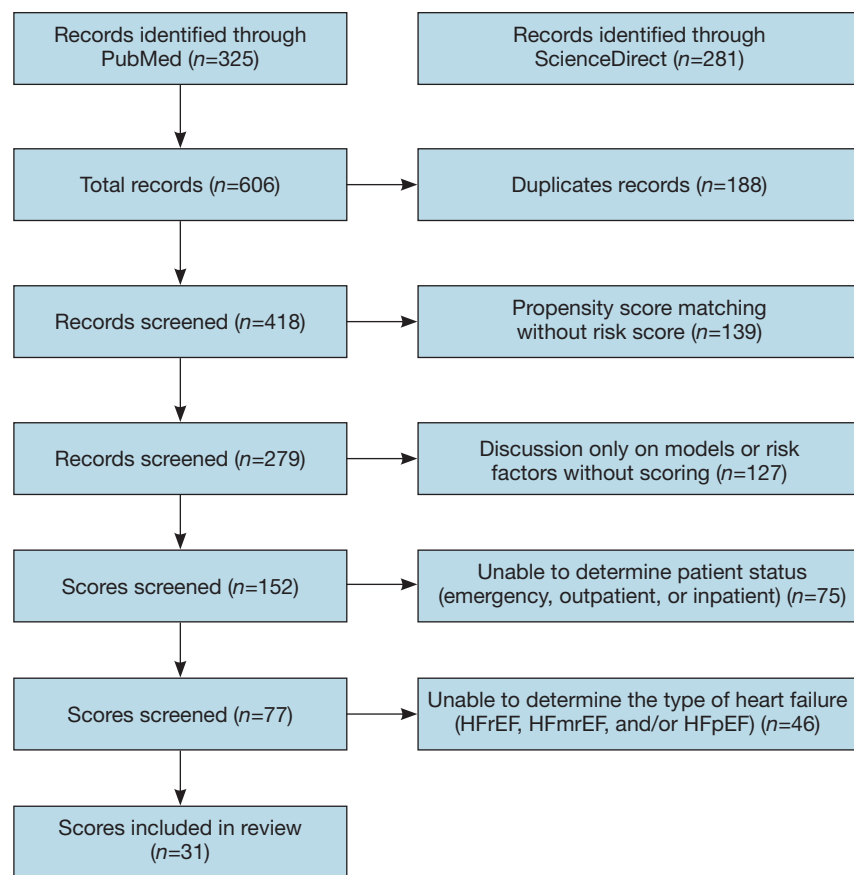 Records identified through
PubMed (n=325)
Records identified through
ScienceDirect (n=281)
Total records (n=606)
Duplicates records (n=188)
Records screened (n=418)
Propensity score matching
without risk score (n=139)
Records screened (n=279)
Discussion only on models or risk
factors without scoring (n=127)
Scores screened (n=152)
Unable to determine patient status
(emergency, outpatient, or inpatient) (n=75)
Scores screened (n=77)
Unable to determine the type of heart failure
(HFrEF, HFmrEF, and/or HFpEF) (n=46)
Scores included in review
(n=31)